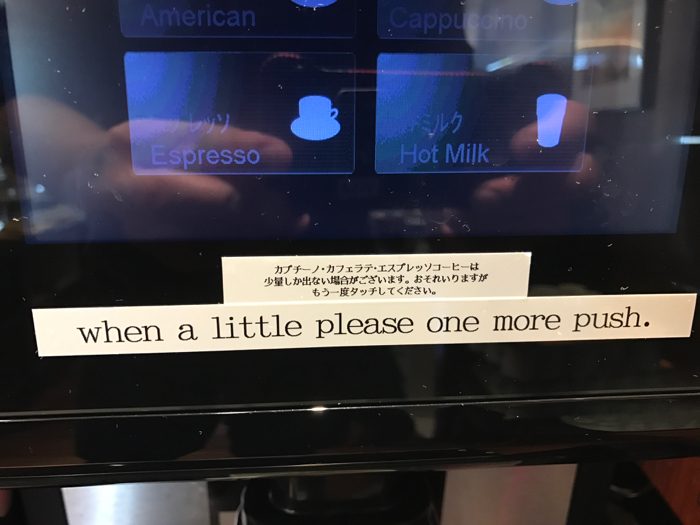 American
Cappuccino
レッソ
ミルク
Espresso
Hot Milk
カプチーノ・カフェラテ・エスプレッソコーヒーは
少量しか出ない場合がございます。おそれいりますが
もう一度タッチしてください。
when a little please one more push.